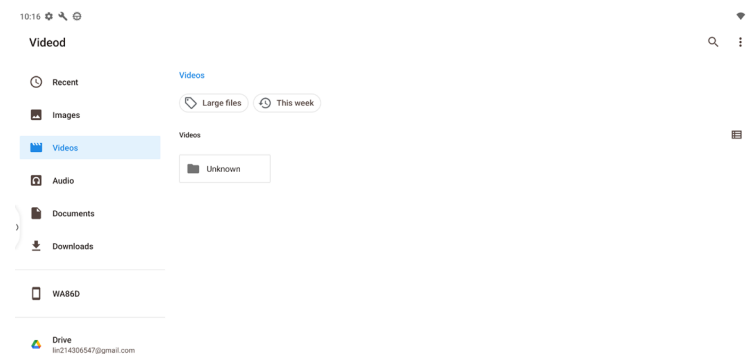 10:16
Videod
Recent
Images
Videos
Audio
Documents
Downloads
WA86D
Drive
lin214306547@gmail.com
Videos
Large files
This week
Videos
Unknown